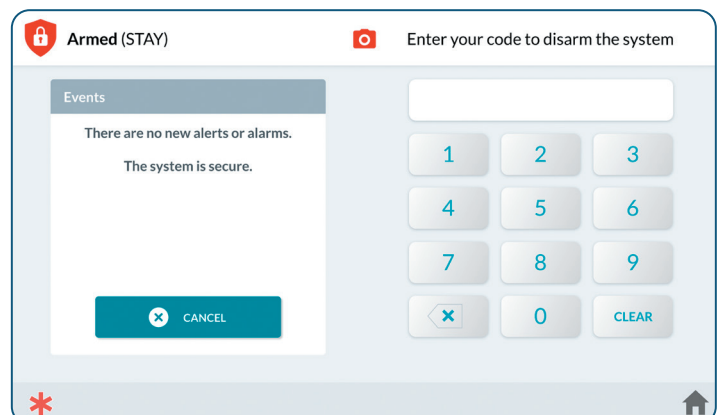 Armed (STAY)
Enter your code to disarm the system
Events
There are no new alerts or alarms.
The system is secure.
CANCEL
1 2 3
4 5 6
7 8 9
0 CLEAR